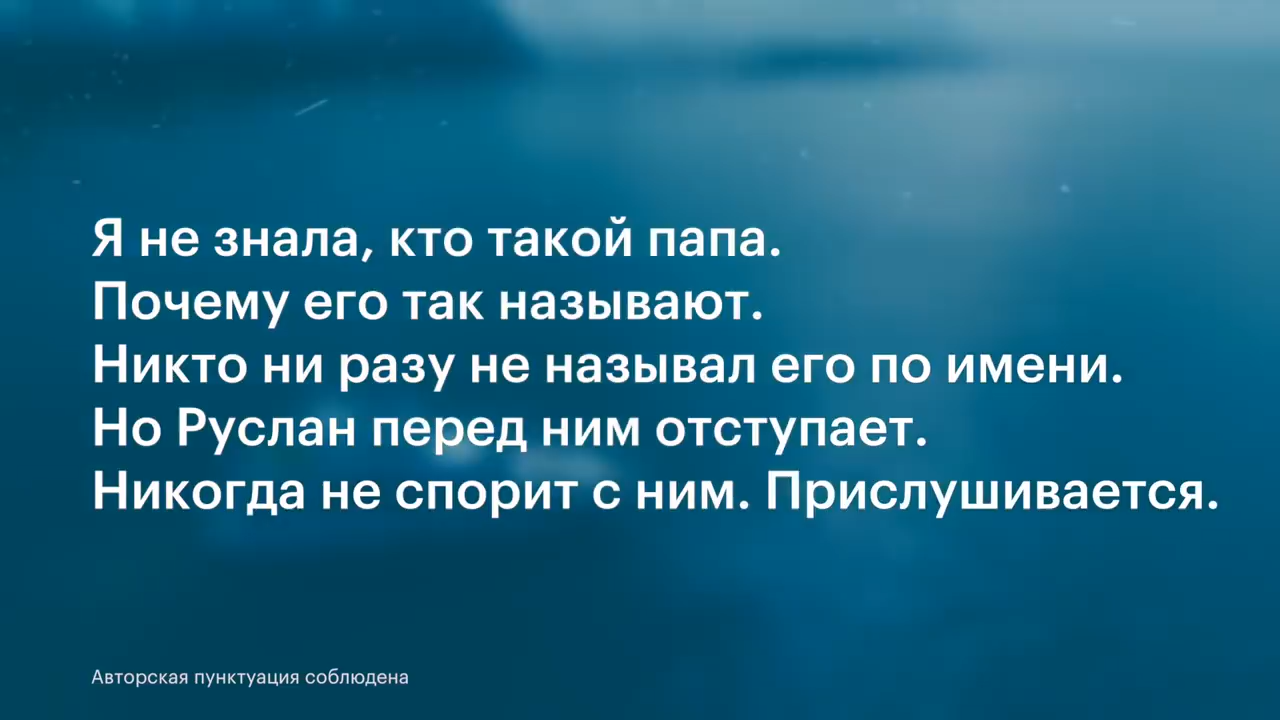 Я не знала, кто такой папа.
Почему его так называют.
Никто ни разу не называл его по имени.
Но Руслан перед ним отступает.
Никогда не спорит с ним. Прислушивается.
Авторская пунктуация соблюдена